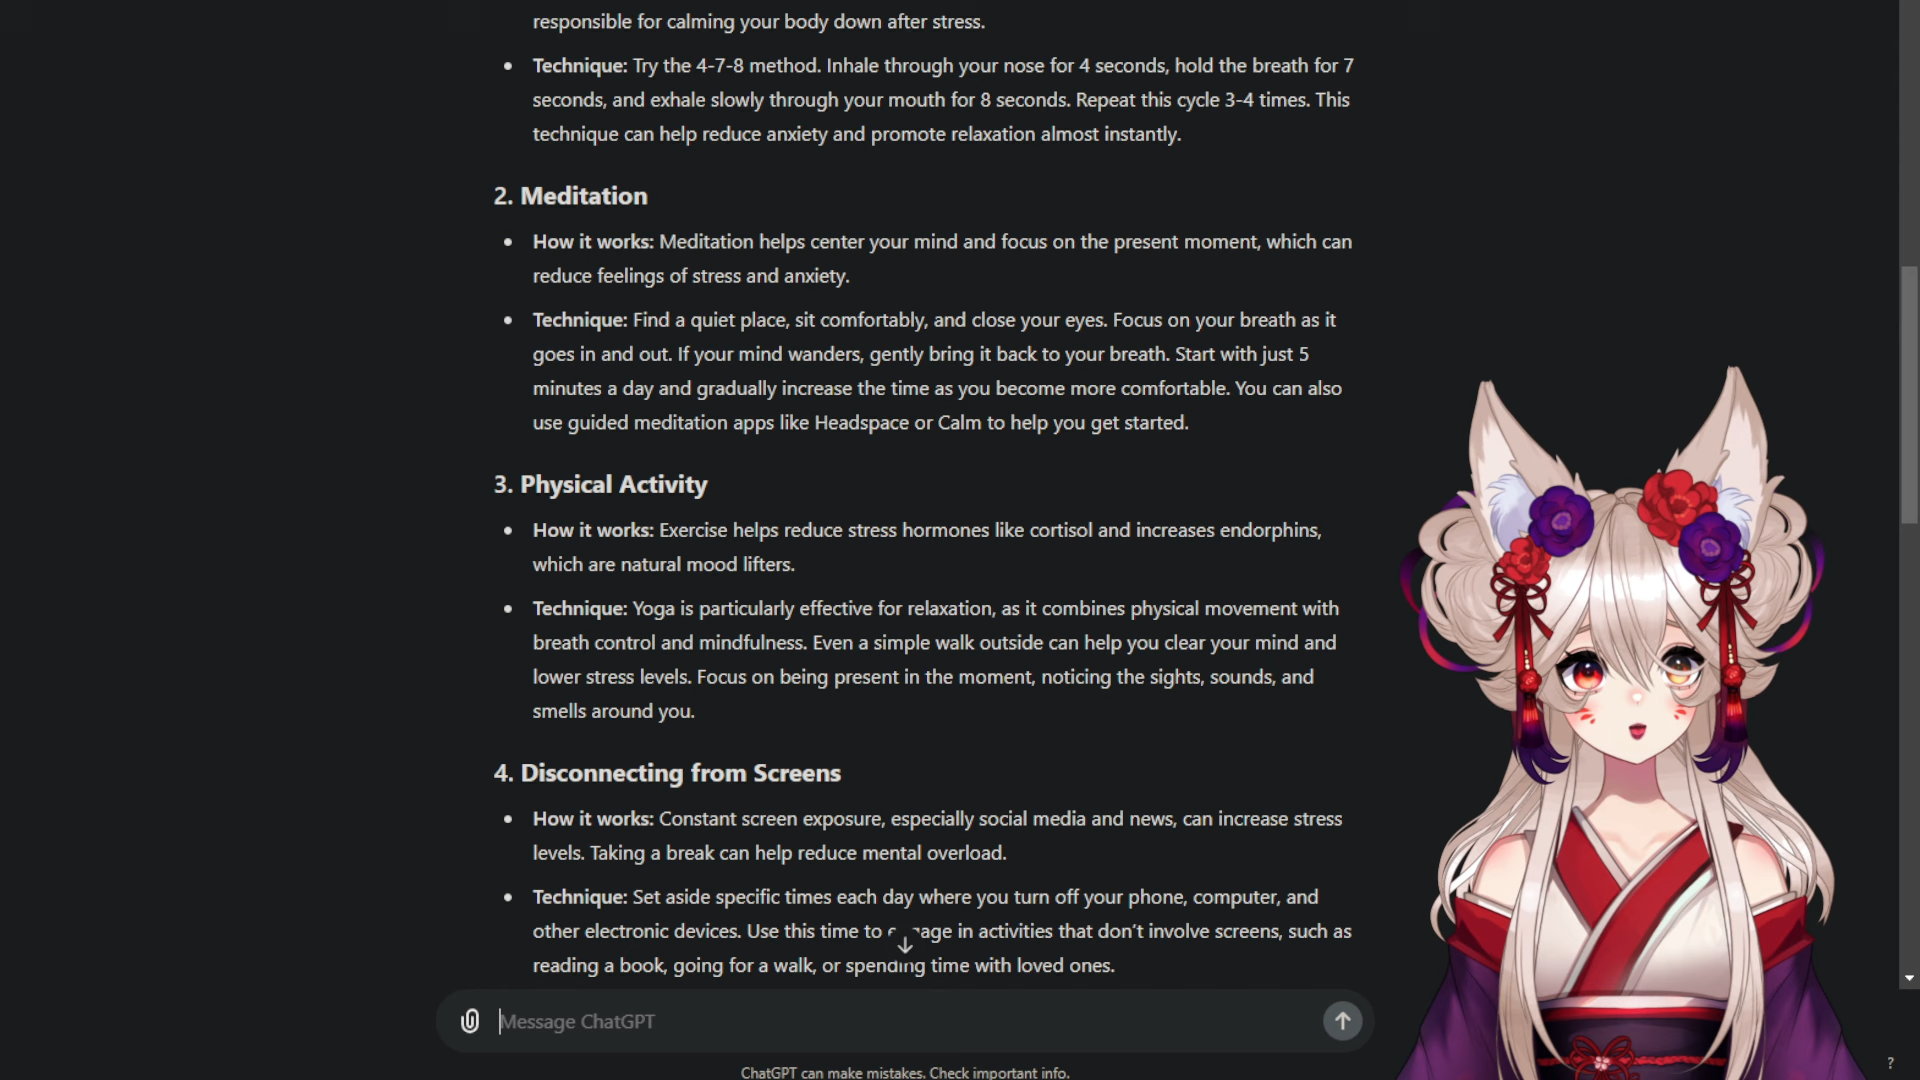 responsible for calming your body down after stress.
• Technique: Try the 4-7-8 method. Inhale through your nose for 4 seconds, hold the breath for 7
seconds, and exhale slowly through your mouth for 8 seconds. Repeat this cycle 3-4 times. This
technique can help reduce anxiety and promote relaxation almost instantly.
2. Meditation
• How it works: Meditation helps center your mind and focus on the present moment, which can
reduce feelings of stress and anxiety.
• Technique: Find a quiet place, sit comfortably, and close your eyes. Focus on your breath as it
goes in and out. If your mind wanders, gently bring it back to your breath. Start with just 5
minutes a day and gradually increase the time as you become more comfortable. You can also
use guided meditation apps like Headspace or Calm to help you get started.
3. Physical Activity
• How it works: Exercise helps reduce stress hormones like cortisol and increases endorphins,
which are natural mood lifters.
• Technique: Yoga is particularly effective for relaxation, as it combines physical movement with
breath control and mindfulness. Even a simple walk outside can help you clear your mind and
lower stress levels. Focus on being present in the moment, noticing the sights, sounds, and
smells around you.
4. Disconnecting from Screens
• How it works: Constant screen exposure, especially social media and news, can increase stress
levels. Taking a break can help reduce mental overload.
• Technique: Set aside specific times each day where you turn off your phone, computer, and
other electronic devices. Use this time to engage in activities that don't involve screens, such as
reading a book, going for a walk, or spending time with loved ones.
Message ChatGPT
ChatGPT can make mistakes. Check important info.
?